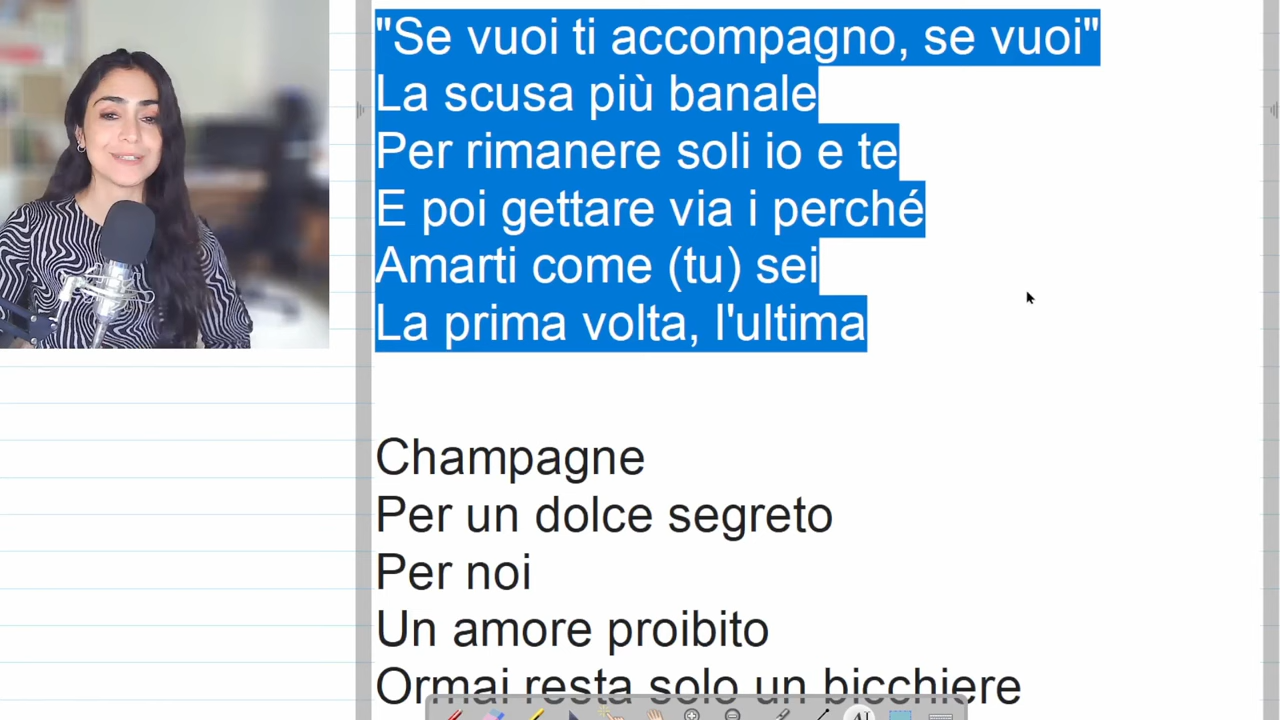 "Se vuoi ti accompagno, se vuoi"
La scusa più banale
Per rimanere soli io e te
E poi gettare via i perché
Amarti come (tu) sei
La prima volta, l'ultima
Champagne
Per un dolce segreto
Per noi
Un amore proibito
Ormai resta solo un bicchiere